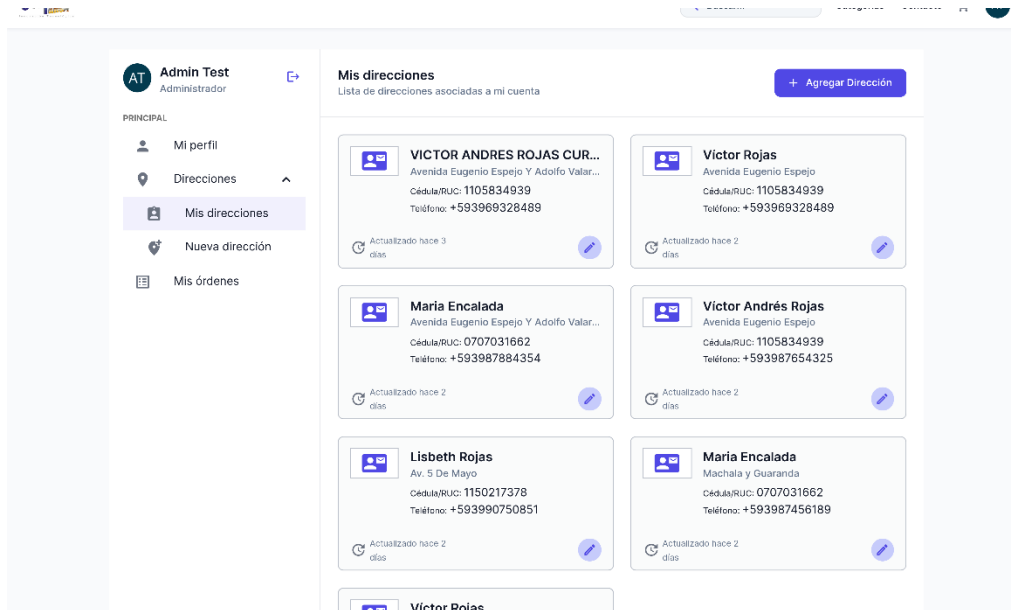 Buscar...
Categorías
Contacto
AT
Admin Test
Administrador
PRINCIPAL
Mi perfil
Direcciones
Mis direcciones
Nueva dirección
Mis órdenes
Mis direcciones
Lista de direcciones asociadas a mi cuenta
+ Agregar Dirección
VICTOR ANDRES ROJAS CUR...
Avenida Eugenio Espejo Y Adolfo Valar...
Cédula/RUC: 1105834939
Teléfono: +593969328489
Actualizado hace 3
días
Víctor Rojas
Avenida Eugenio Espejo
Cédula/RUC: 1105834939
Teléfono: +593969328489
Actualizado hace 2
días
Maria Encalada
Avenida Eugenio Espejo Y Adolfo Valar...
Cédula/RUC: 0707031662
Teléfono: +593987884354
Actualizado hace 2
días
Víctor Andrés Rojas
Avenida Eugenio Espejo
Cédula/RUC: 1105834939
Teléfono: +593987654325
Actualizado hace 2
días
Lisbeth Rojas
Av. 5 De Mayo
Cédula/RUC: 1150217378
Teléfono: +593990750851
Actualizado hace 2
días
Maria Encalada
Machala y Guaranda
Cédula/RUC: 0707031662
Teléfono: +593987456189
Actualizado hace 2
días
Víctor Rojas